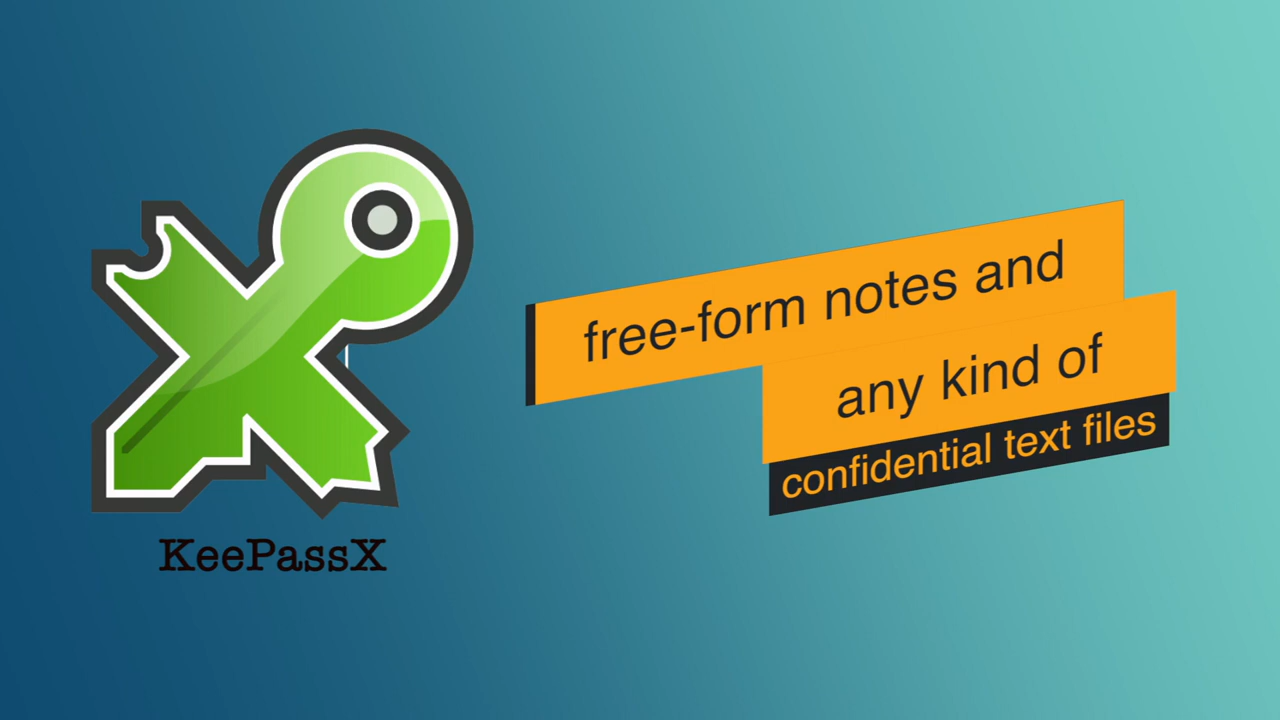 KeePassX
free-form notes and
any kind of
confidential text files